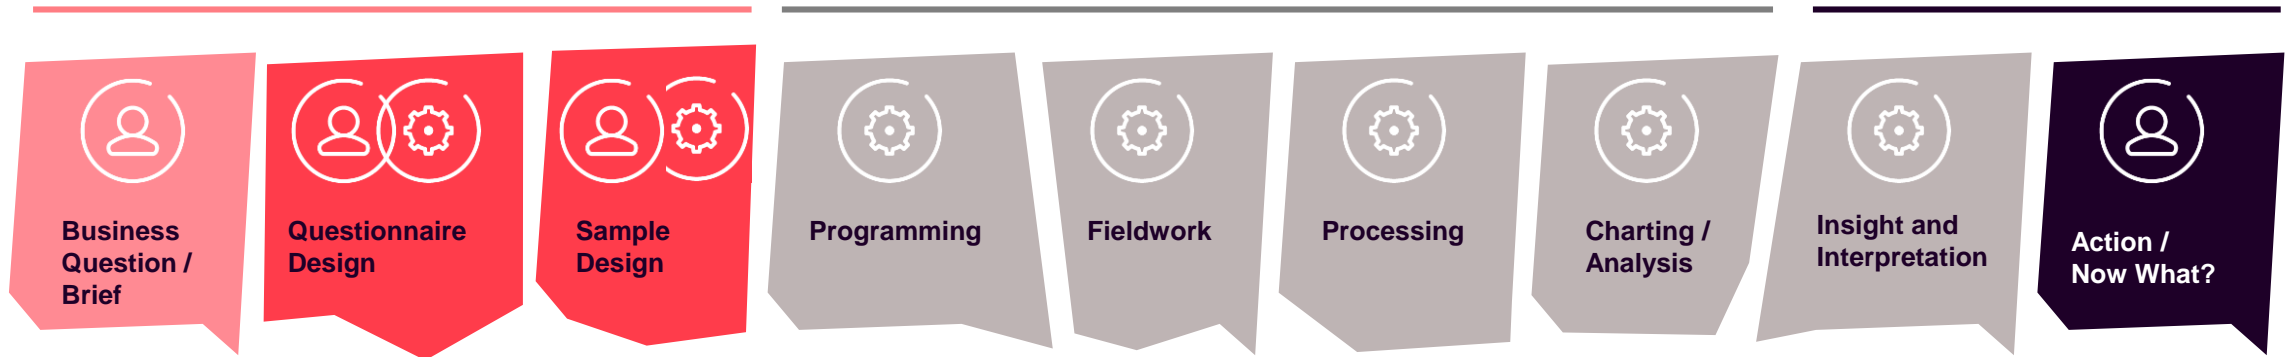 Business
Question /
Brief
Questionnaire
Design
Sample
Design
Programming
Fieldwork
Processing
Charting /
Analysis
Insight and
Interpretation
Action /
Now What?